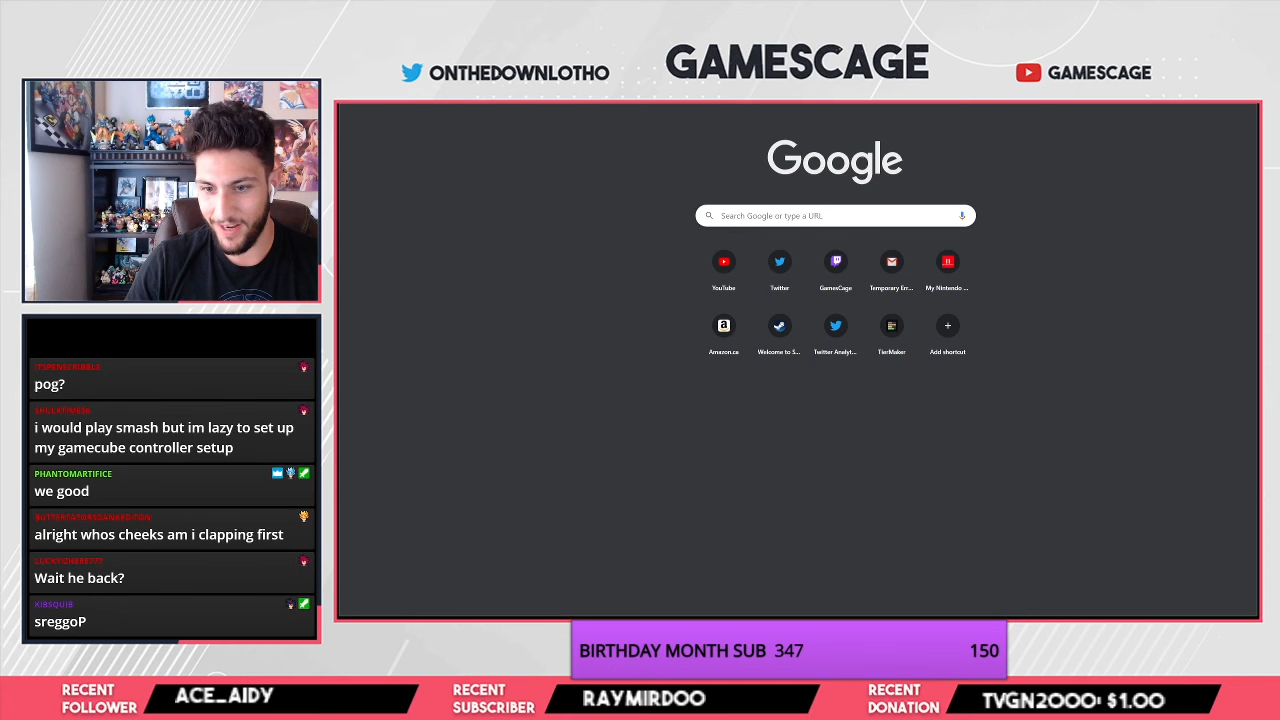 ONTHEDOWNLOTHO
GAMESCAGE
GAMESCAGE
Google
Search Google or type a URL
YouTube
Twitter
GamesCage
Temporary Err...
My Nintendo ...
Amazon.ca
Welcome to S...
Twitter Analyt...
TierMaker
Add shortcut
ITSPENSCRIBBLE
pog?
i would play smash but im lazy to set up
my gamecube controller setup
PHANTOMARTIFICE
we good
alright whos cheeks am i clapping first
Wait he back?
KIBSQUIB
sreggoP
BIRTHDAY MONTH SUB 347
150
RECENT
FOLLOWER
ACE_AIDY
RECENT
SUBSCRIBER
RAYMIRDOO
RECENT
DONATION
TVGN2000: $1.00